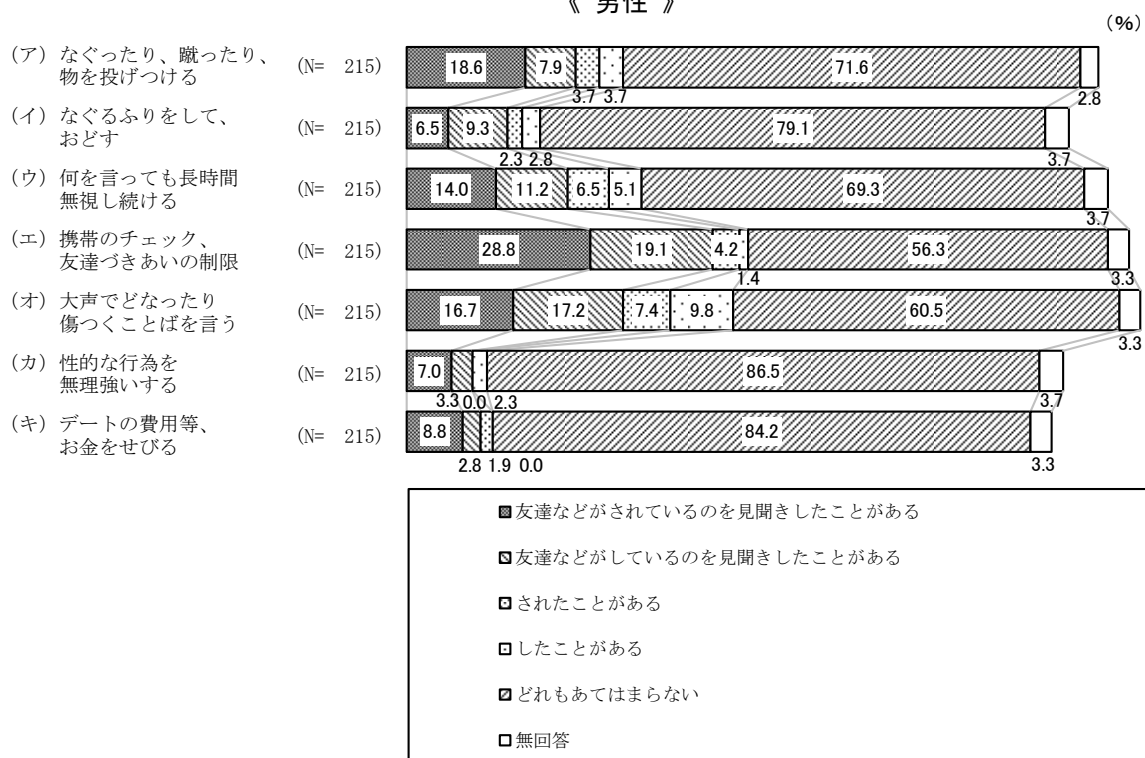 《 男性 》
(%)
(ア) なぐったり、蹴ったり、
物を投げつける
(N= 215)
18.6 7.9 3.7 3.7 71.6 2.8
(イ) なぐるふりをして、
おどす
(N= 215)
6.5 9.3 2.3 2.8 79.1 3.7
(ウ) 何を言っても長時間
無視し続ける
(N= 215)
14.0 11.2 6.5 5.1 69.3 3.7
(エ) 携帯のチェック、
友達づきあいの制限
(N= 215)
28.8 19.1 4.2 1.4 56.3 3.3
(オ) 大声でどなったり
傷つくことばを言う
(N= 215)
16.7 17.2 7.4 9.8 60.5 3.3
(カ) 性的な行為を
無理強いする
(N= 215)
7.0 3.3 0.0 2.3 86.5 3.7
(キ) デートの費用等、
お金をせびる
(N= 215)
8.8 2.8 1.9 0.0 84.2 3.3
友達などがされているのを見聞きしたことがある
友達などがしているのを見聞きしたことがある
されたことがある
したことがある
どれもあてはまらない
無回答